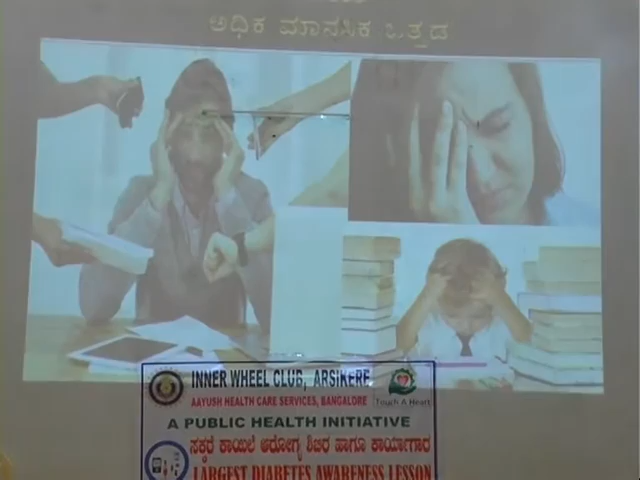 ಅಧಿಕ ಮಾನಸಿಕ ಒತ್ತಡ
INNER WHEEL CLUB, ARSIKERE
AAYUSH HEALTH CARE SERVICES, BANGALORE
Touch A Heart
A PUBLIC HEALTH INITIATIVE
ಸಕ್ಕರೆ ಕಾಯಿಲೆ ಆರೋಗ್ಯ ಶಿಬಿರ ಹಾಗೂ ಕಾರ್ಯಾಗಾರ
LARGEST DIABETES AWARENESS LESSON